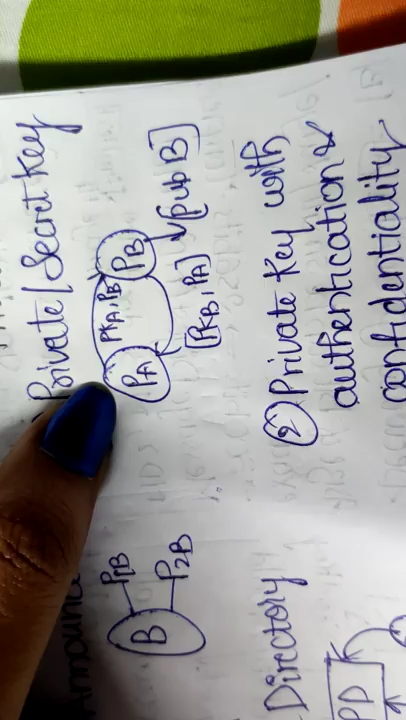 Private / Secret Key
PA
PKA, PB
PB
[PKB, PA]
[Pub B]
② Private Key with
authentication &
confidentiality
B
P1B
P2B
Directory
PD